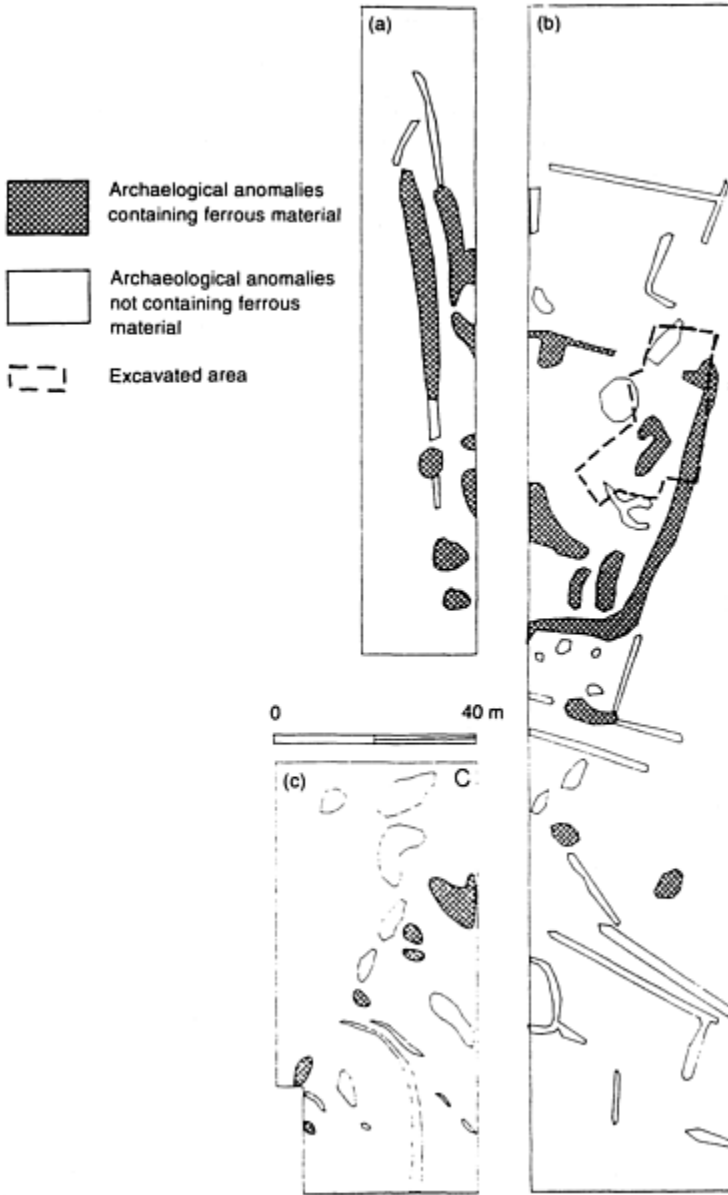 (a)
(b)
Archaelogical anomalies
containing ferrous material
Archaeological anomalies
not containing ferrous
material
Excavated area
0 40 m
(c) C